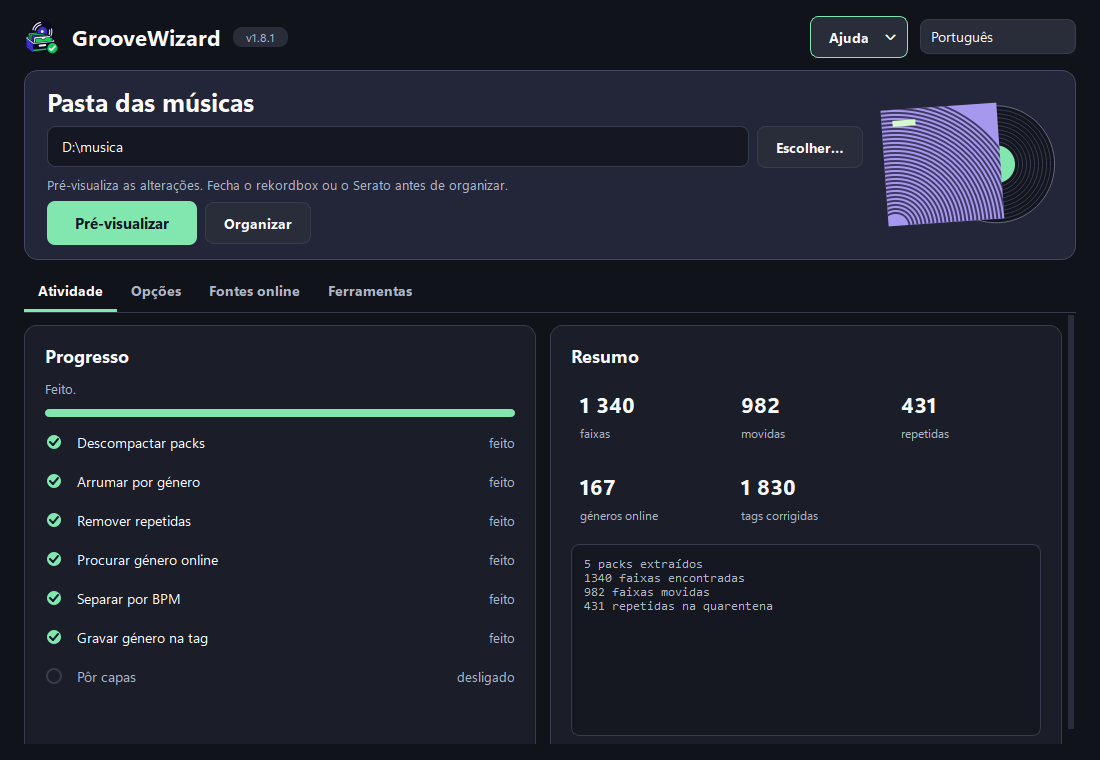 GrooveWizard v1.8.1 Ajuda Português
Pasta das músicas
D:\musica Escolher...
Pré-visualiza as alterações. Fecha o rekordbox ou o Serato antes de organizar.
Pré-visualizar Organizar
Atividade Opções Fontes online Ferramentas
Progresso
Feito.
Descompactar packs feito
Arrumar por género feito
Remover repetidas feito
Procurar género online feito
Separar por BPM feito
Gravar género na tag feito
Pôr capas desligado
Resumo
1 340 982 431
faixas movidas repetidas
167 1 830
géneros online tags corrigidas
5 packs extraídos
1340 faixas encontradas
982 faixas movidas
431 repetidas na quarentena